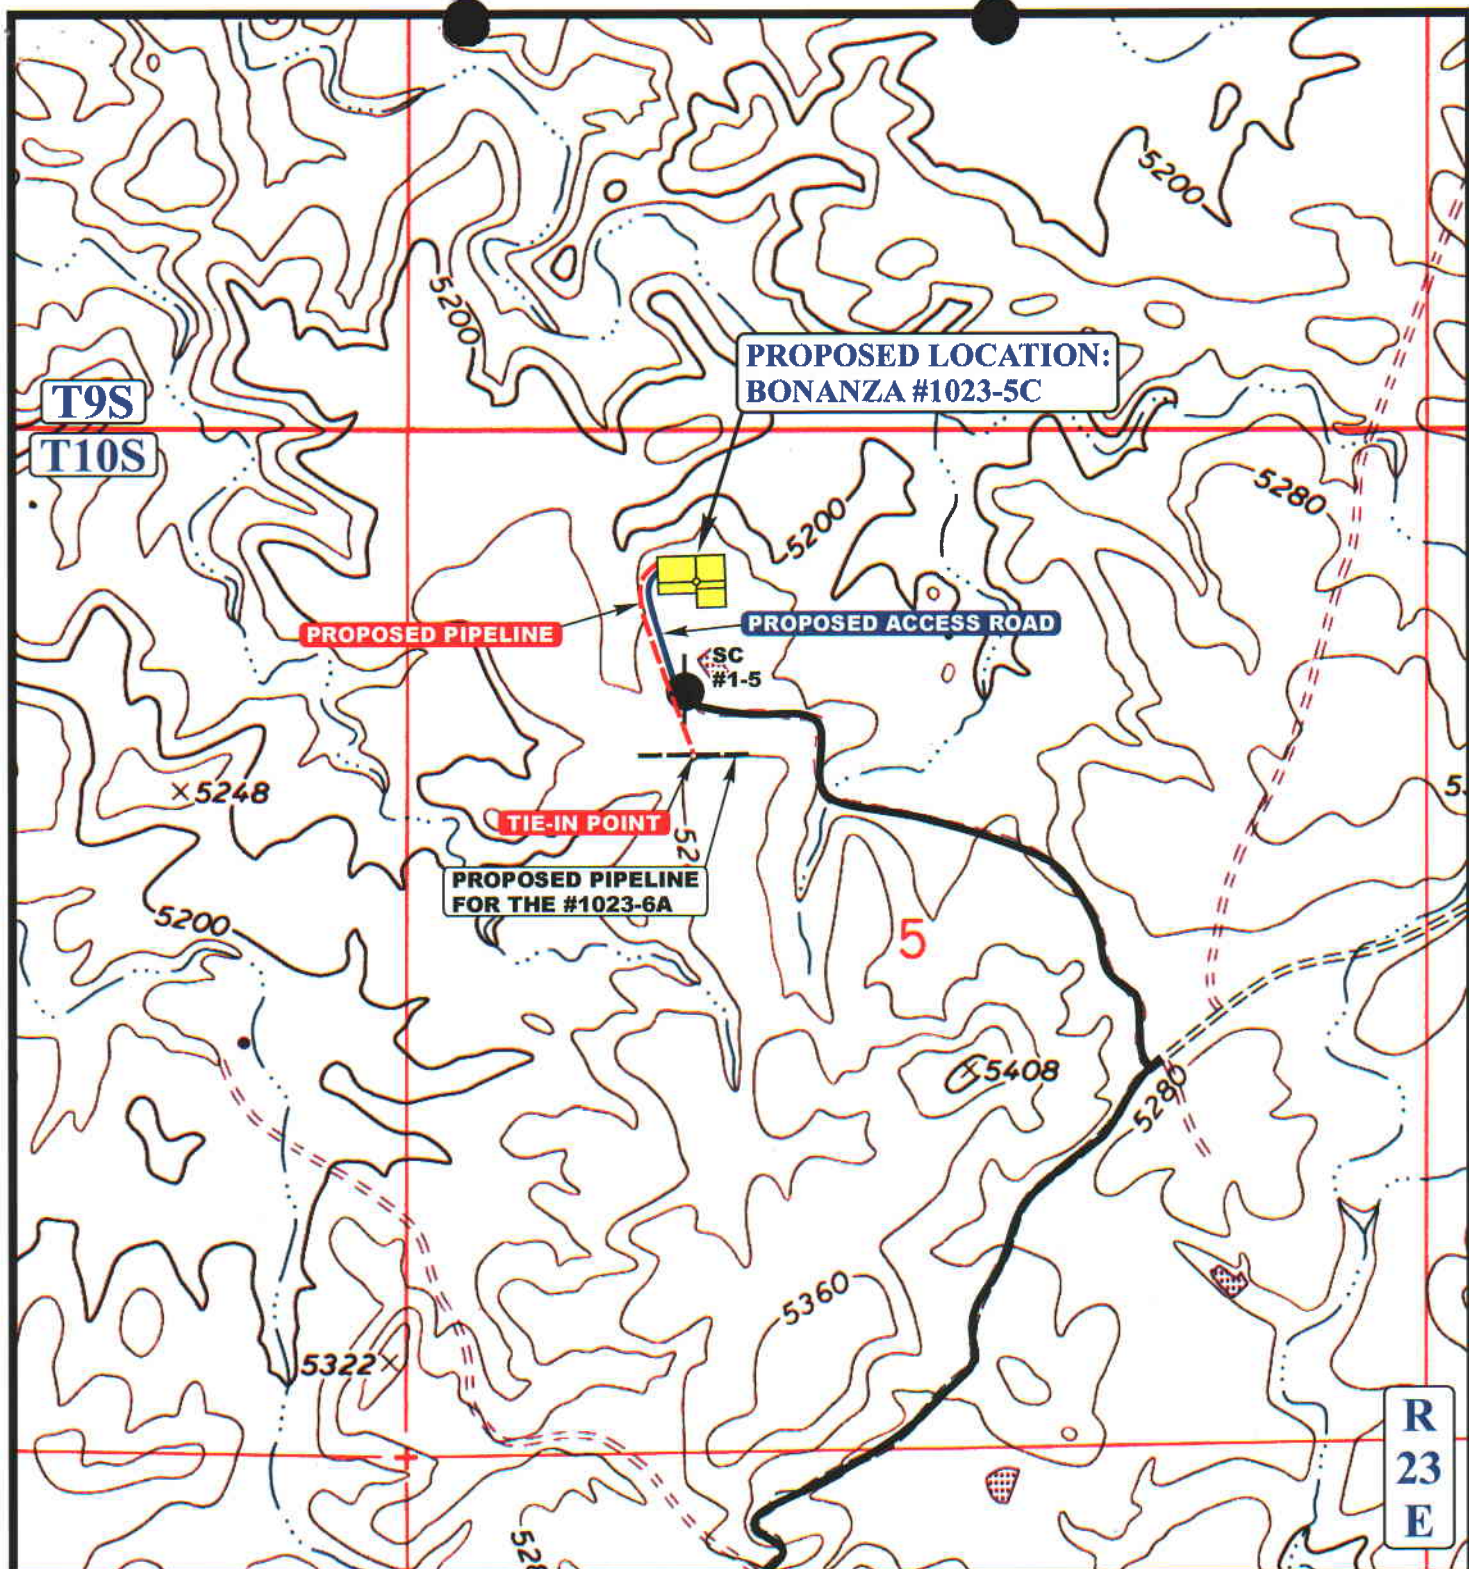 5200
5200
PROPOSED LOCATION:
BONANZA #1023-5C
T9S
T10S
5280
5200
PROPOSED PIPELINE
PROPOSED ACCESS ROAD
SC
#1-5
5248
TIE-IN POINT
52
PROPOSED PIPELINE
FOR THE #1023-6A
5200
5
5408
5280
5360
5322
R
23
E